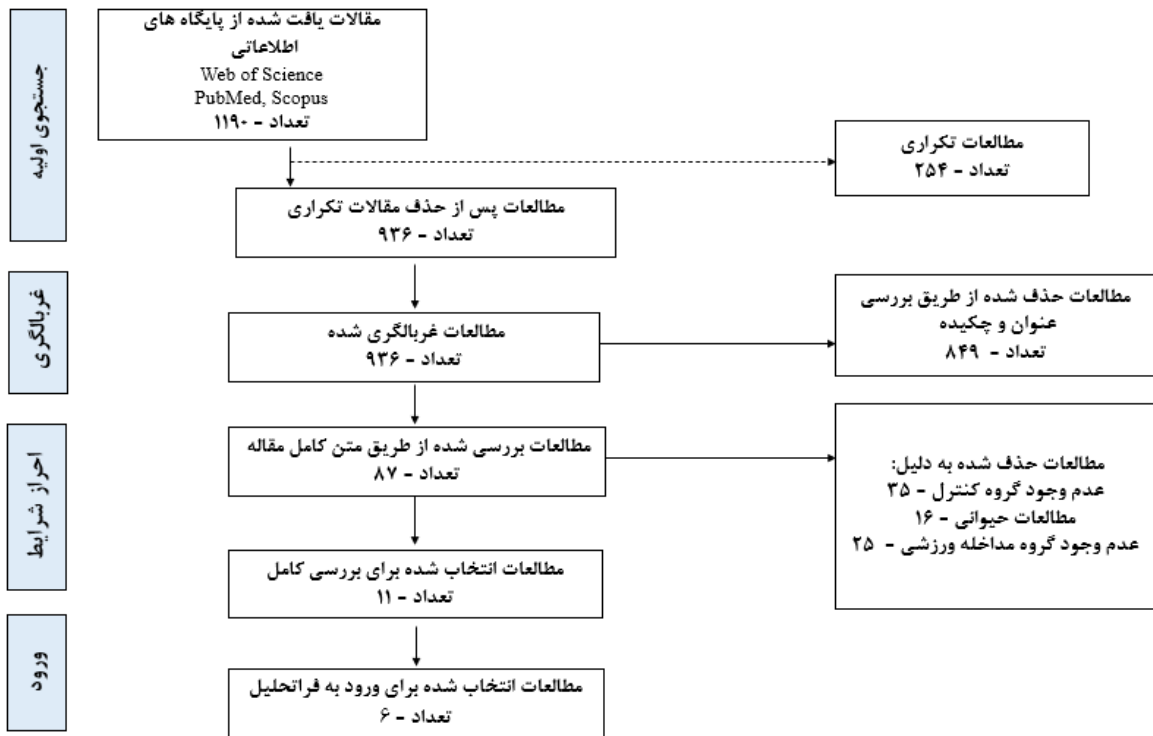 جستجوی اولیه
مقالات یافت شده از پایگاه های
اطلاعاتی
Web of Science
PubMed, Scopus
تعداد - ۱۱۹۰
مطالعات تکراری
تعداد - ۲۵۴
مطالعات پس از حذف مقالات تکراری
تعداد - ۹۳۶
غربالگری
مطالعات غربالگری شده
تعداد - ۹۳۶
مطالعات حذف شده از طریق بررسی
عنوان و چکیده
تعداد - ۸۴۹
احراز شرایط
مطالعات بررسی شده از طریق متن کامل مقاله
تعداد - ۸۷
مطالعات حذف شده به دلیل:
عدم وجود گروه کنترل - ۳۵
مطالعات حیوانی - ۱۶
عدم وجود گروه مداخله ورزشی - ۲۵
مطالعات انتخاب شده برای بررسی کامل
تعداد - ۱۱
ورود
مطالعات انتخاب شده برای ورود به فراتحلیل
تعداد - ۶